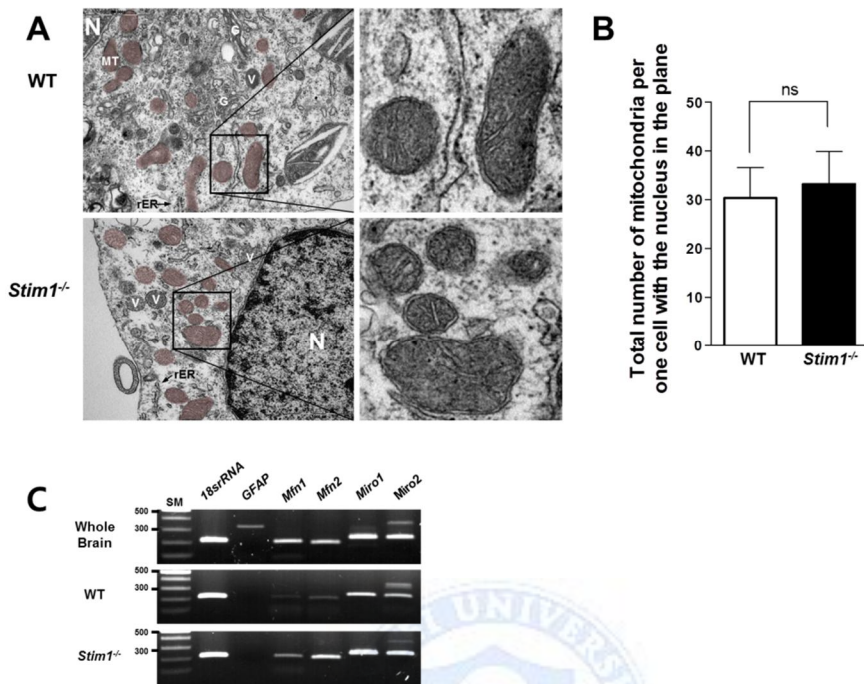 A
WT
N
MT
G
V
G
rER
Stim1-/-
V
V
V
N
rER
B
Total number of mitochondria per
one cell with the nucleus in the plane
ns
50
40
30
20
10
0
WT
Stim1-/-
C
SM
18srRNA
GFAP
Mfn1
Mfn2
Miro1
Miro2
Whole
Brain
500
300
WT
500
300
Stim1-/-
500
300